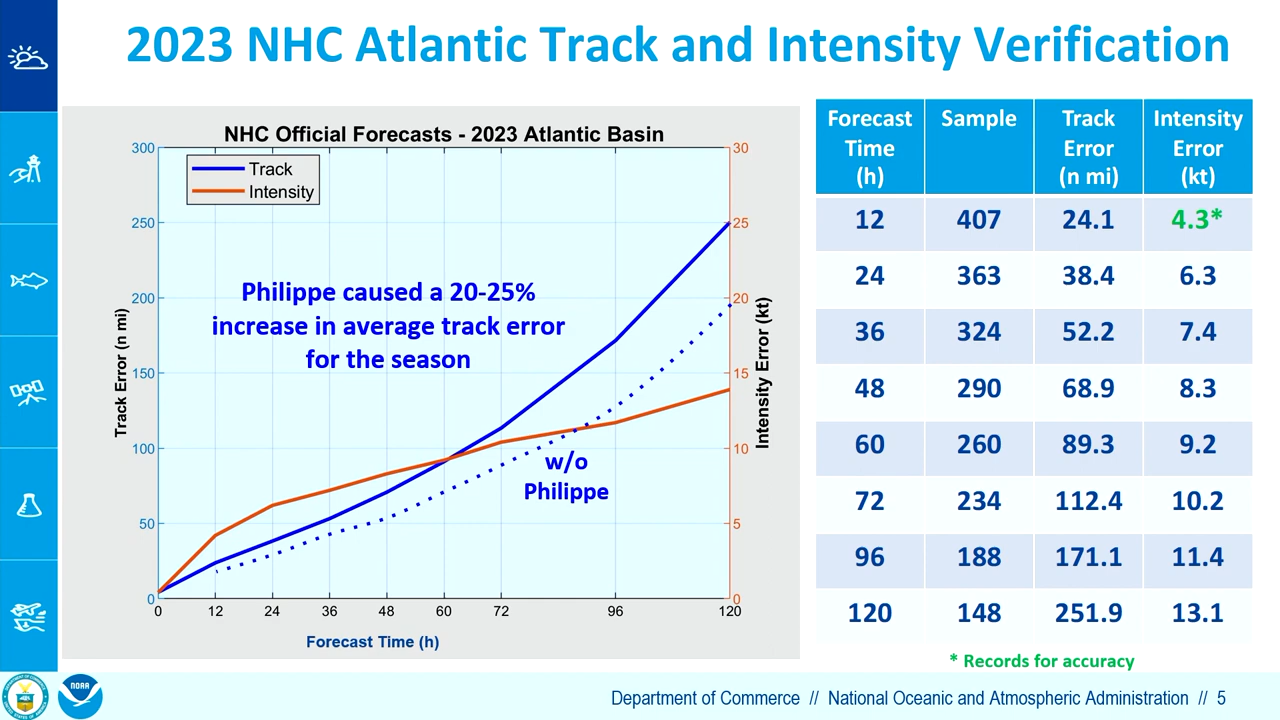 2023 NHC Atlantic Track and Intensity Verification
NHC Official Forecasts - 2023 Atlantic Basin
Track
Intensity
300
250
200
150
100
50
0
Track Error (n mi)
30
25
20
15
10
5
0
Intensity Error (kt)
Philippe caused a 20-25%
increase in average track error
for the season
w/o
Philippe
0 12 24 36 48 60 72 96 120
Forecast Time (h)
Forecast Sample Track Intensity
Time Error Error
(h) (n mi) (kt)
12 407 24.1 4.3*
24 363 38.4 6.3
36 324 52.2 7.4
48 290 68.9 8.3
60 260 89.3 9.2
72 234 112.4 10.2
96 188 171.1 11.4
120 148 251.9 13.1
* Records for accuracy
NOAA
Department of Commerce // National Oceanic and Atmospheric Administration // 5